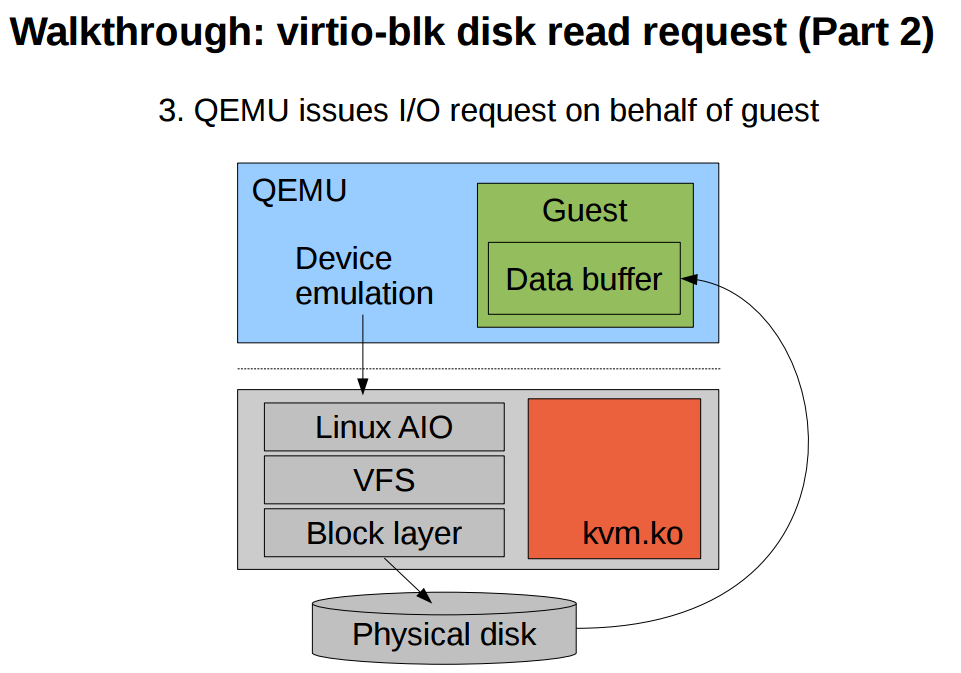 Walkthrough: virtio-blk disk read request (Part 2)
3. QEMU issues I/O request on behalf of guest
QEMU
Guest
Device
emulation
Data buffer
Linux AIO
VFS
Block layer
kvm.ko
Physical disk